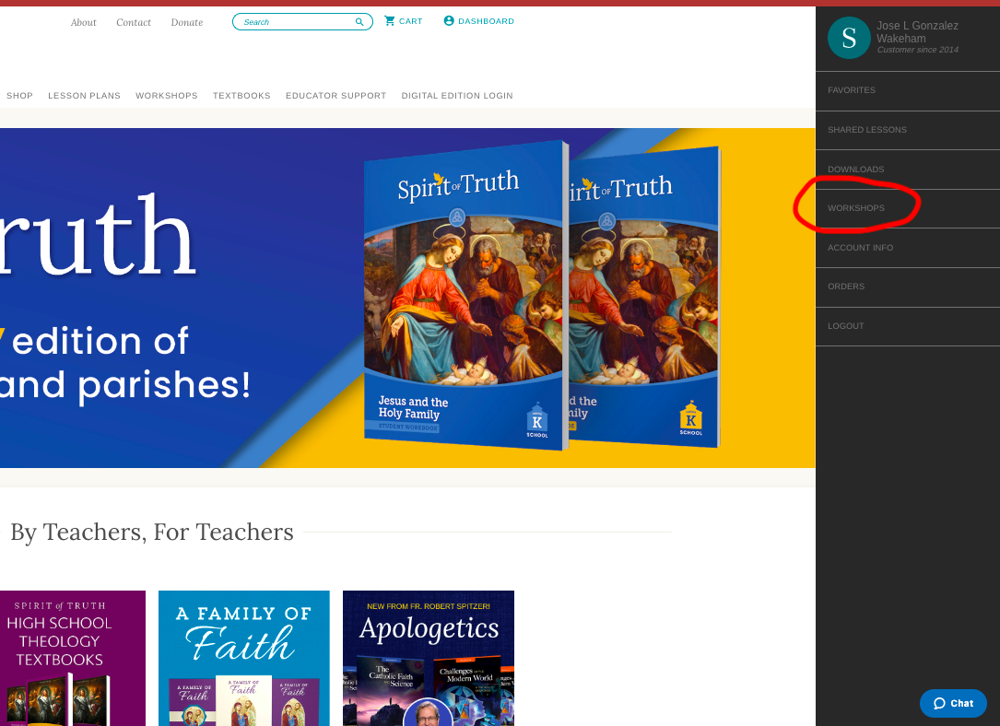 About Contact Donate
Search
CART
DASHBOARD
SHOP LESSON PLANS WORKSHOPS TEXTBOOKS EDUCATOR SUPPORT DIGITAL EDITION LOGIN
S
Jose L Gonzalez
Wakeham
Customer since 2014
FAVORITES
SHARED LESSONS
DOWNLOADS
WORKSHOPS
ACCOUNT INFO
ORDERS
LOGOUT
ruth
edition of
and parishes!
Spirit OF Truth
Jesus and the
Holy Family
STUDENT WORKBOOK
K
SCHOOL
irit OF Truth
d the
K
SCHOOL
By Teachers, For Teachers
SPIRIT of TRUTH
HIGH SCHOOL
THEOLOGY
TEXTBOOKS
A FAMILY OF
Faith
A FAMILY OF
Faith
A FAMILY OF
Faith
A FAMILY OF
Faith
NEW FROM FR. ROBERT SPITZER!
Apologetics
The
Catholic Faith
and Science
Challenges OF THE
Modern World
Chat